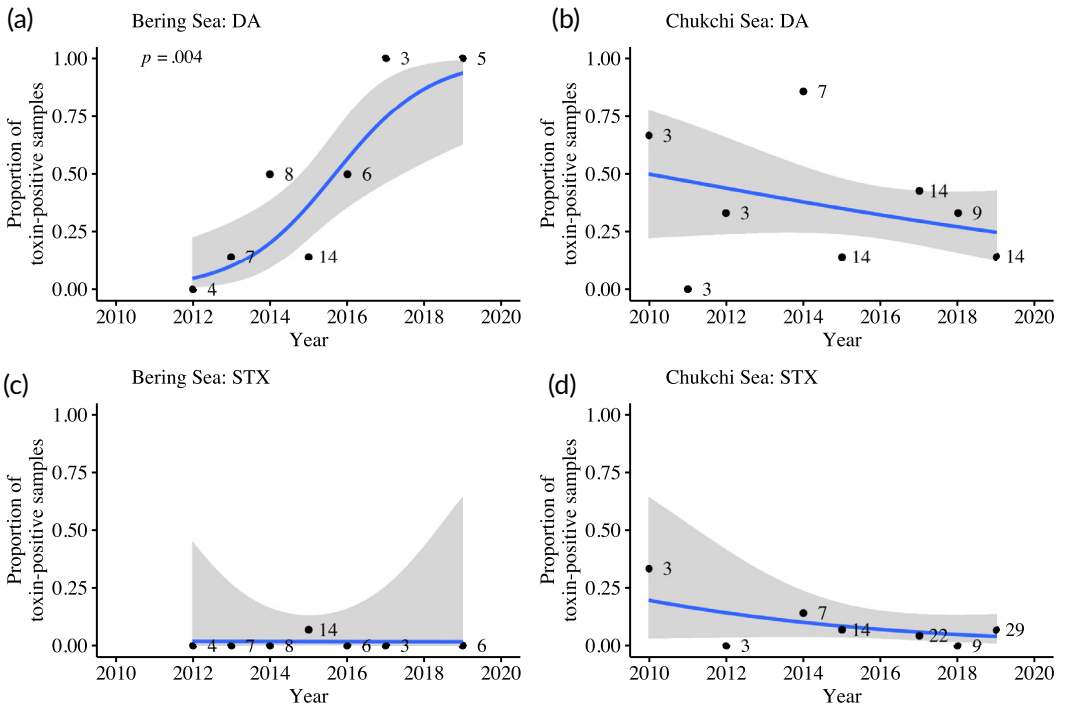 (a) Bering Sea: DA
p = .004
Proportion of
toxin-positive samples
1.00
0.75
0.50
0.25
0.00
4
7
8
14
6
3
5
2010 2012 2014 2016 2018 2020
Year
(b) Chukchi Sea: DA
Proportion of
toxin-positive samples
1.00
0.75
0.50
0.25
0.00
3
3
3
7
14
14
9
14
2010 2012 2014 2016 2018 2020
Year
(c) Bering Sea: STX
Proportion of
toxin-positive samples
1.00
0.75
0.50
0.25
0.00
4
7
8
14
6
3
6
2010 2012 2014 2016 2018 2020
Year
(d) Chukchi Sea: STX
Proportion of
toxin-positive samples
1.00
0.75
0.50
0.25
0.00
3
3
7
14
22
9
29
2010 2012 2014 2016 2018 2020
Year